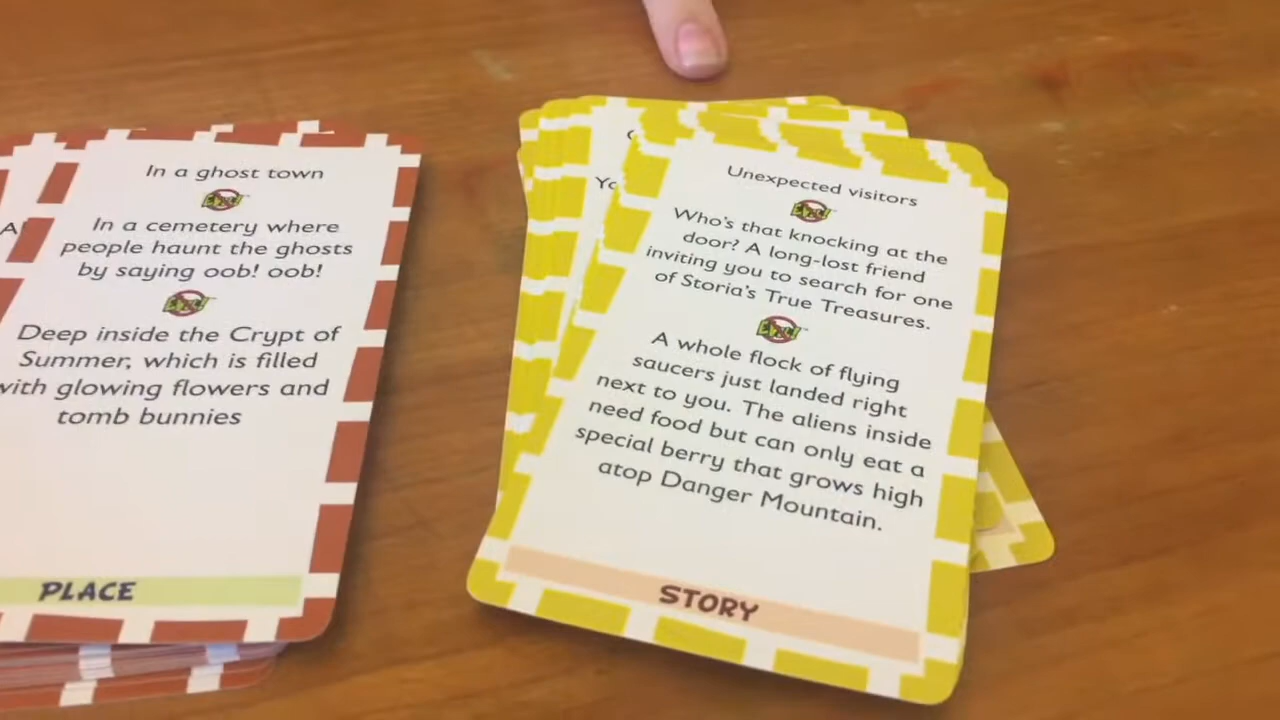 In a ghost town
In a cemetery where
people haunt the ghosts
by saying oob! oob!
Deep inside the Crypt of
Summer, which is filled
with glowing flowers and
tomb bunnies
PLACE
Unexpected visitors
Who's that knocking at the
door? A long-lost friend
inviting you to search for one
of Storia's True Treasures.
A whole flock of flying
saucers just landed right
next to you. The aliens inside
need food but can only eat a
special berry that grows high
atop Danger Mountain.
STORY